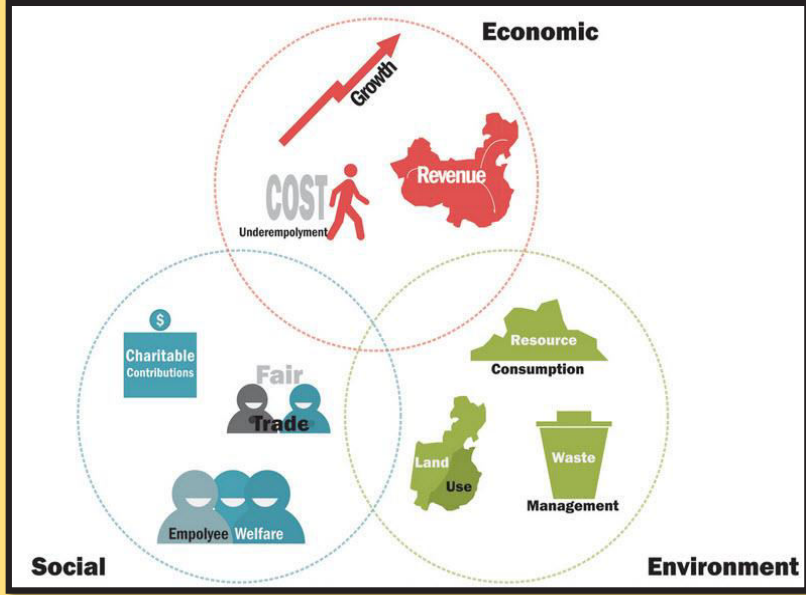 Economic
Growth
COST
Underempolyment
Revenue
$
Charitable
Contributions
Fair
Trade
Empolyee Welfare
Social
Resource
Consumption
Land
Use
Waste
Management
Environment